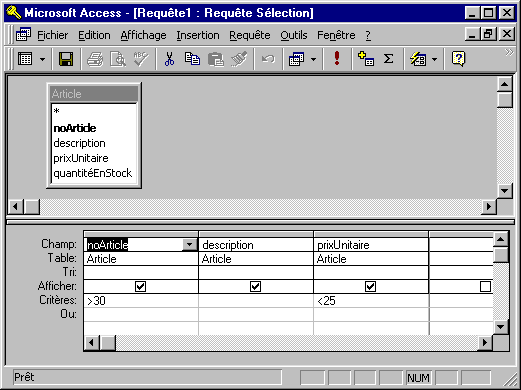 Microsoft Access - [Requête1 : Requête Sélection]
Fichier Edition Affichage Insertion Requête Outils Fenêtre ?
Article
*
noArticle
description
prixUnitaire
quantitéEnStock
Champ: noArticle description prixUnitaire
Table: Article Article Article
Tri:
Afficher:
Critères: >30 <25
Ou:
Prêt NUM